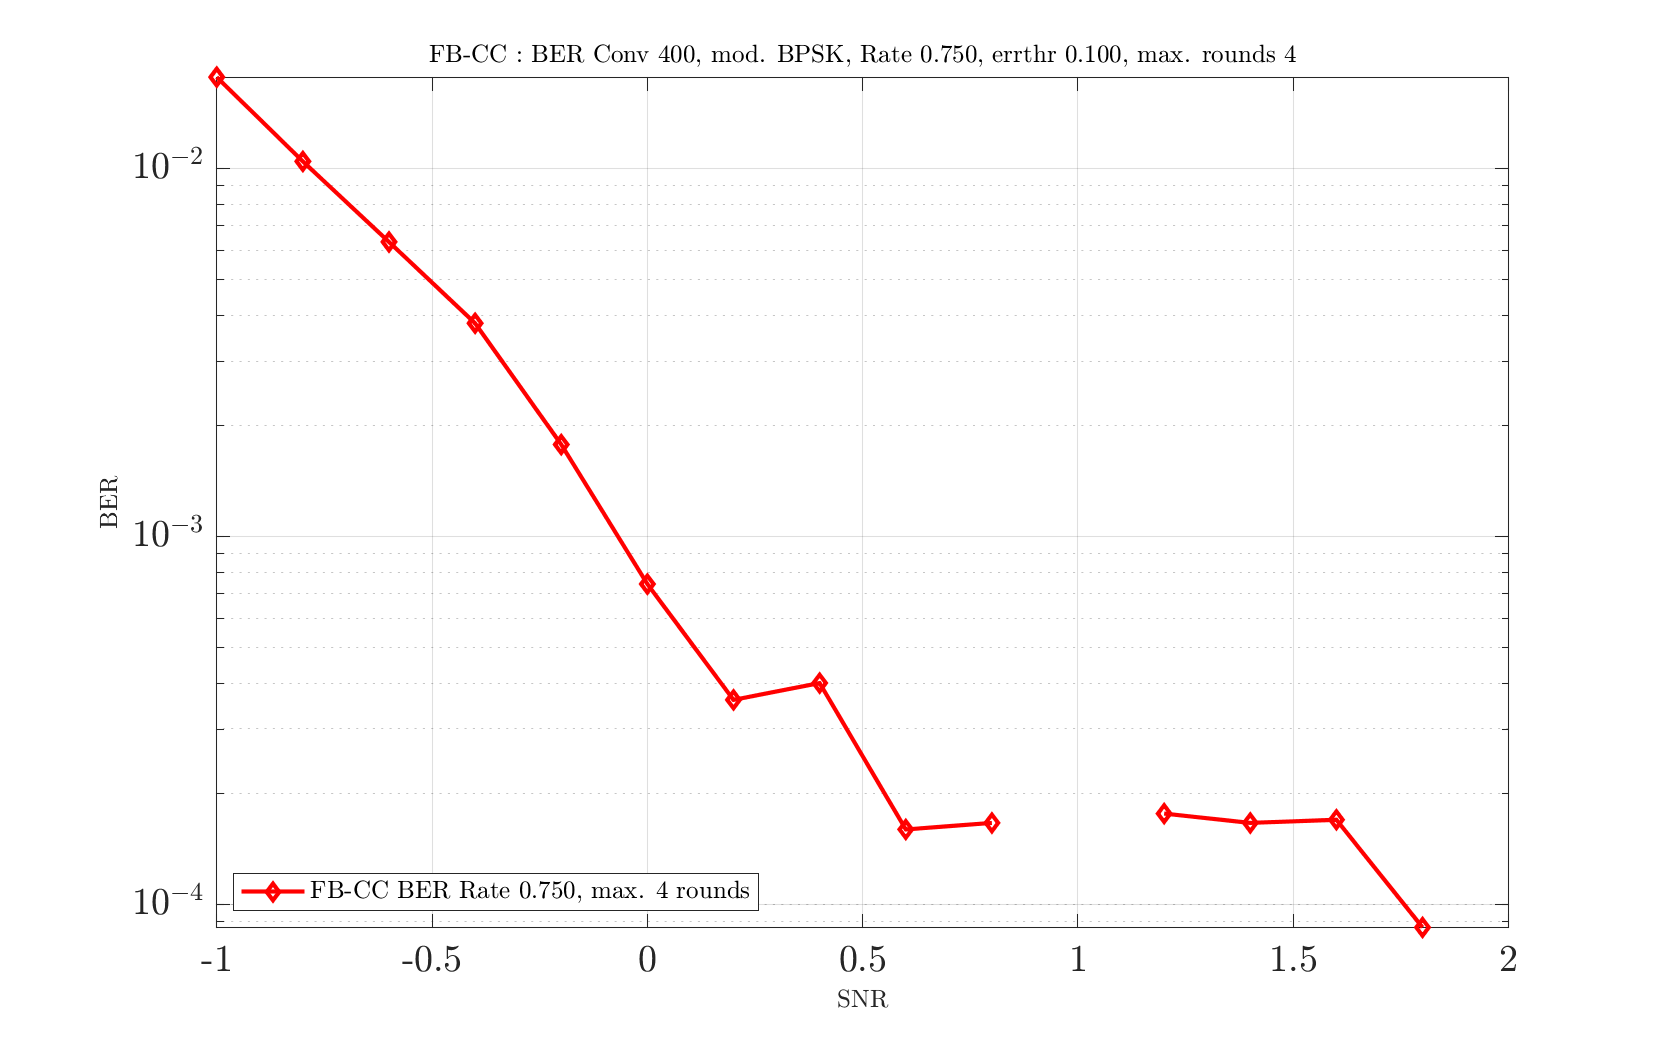 FB-CC : BER Conv 400, mod. BPSK, Rate 0.750, errthr 0.100, max. rounds 4
10⁻²
10⁻³
10⁻⁴
BER
FB-CC BER Rate 0.750, max. 4 rounds
-1 -0.5 0 0.5 1 1.5 2
SNR